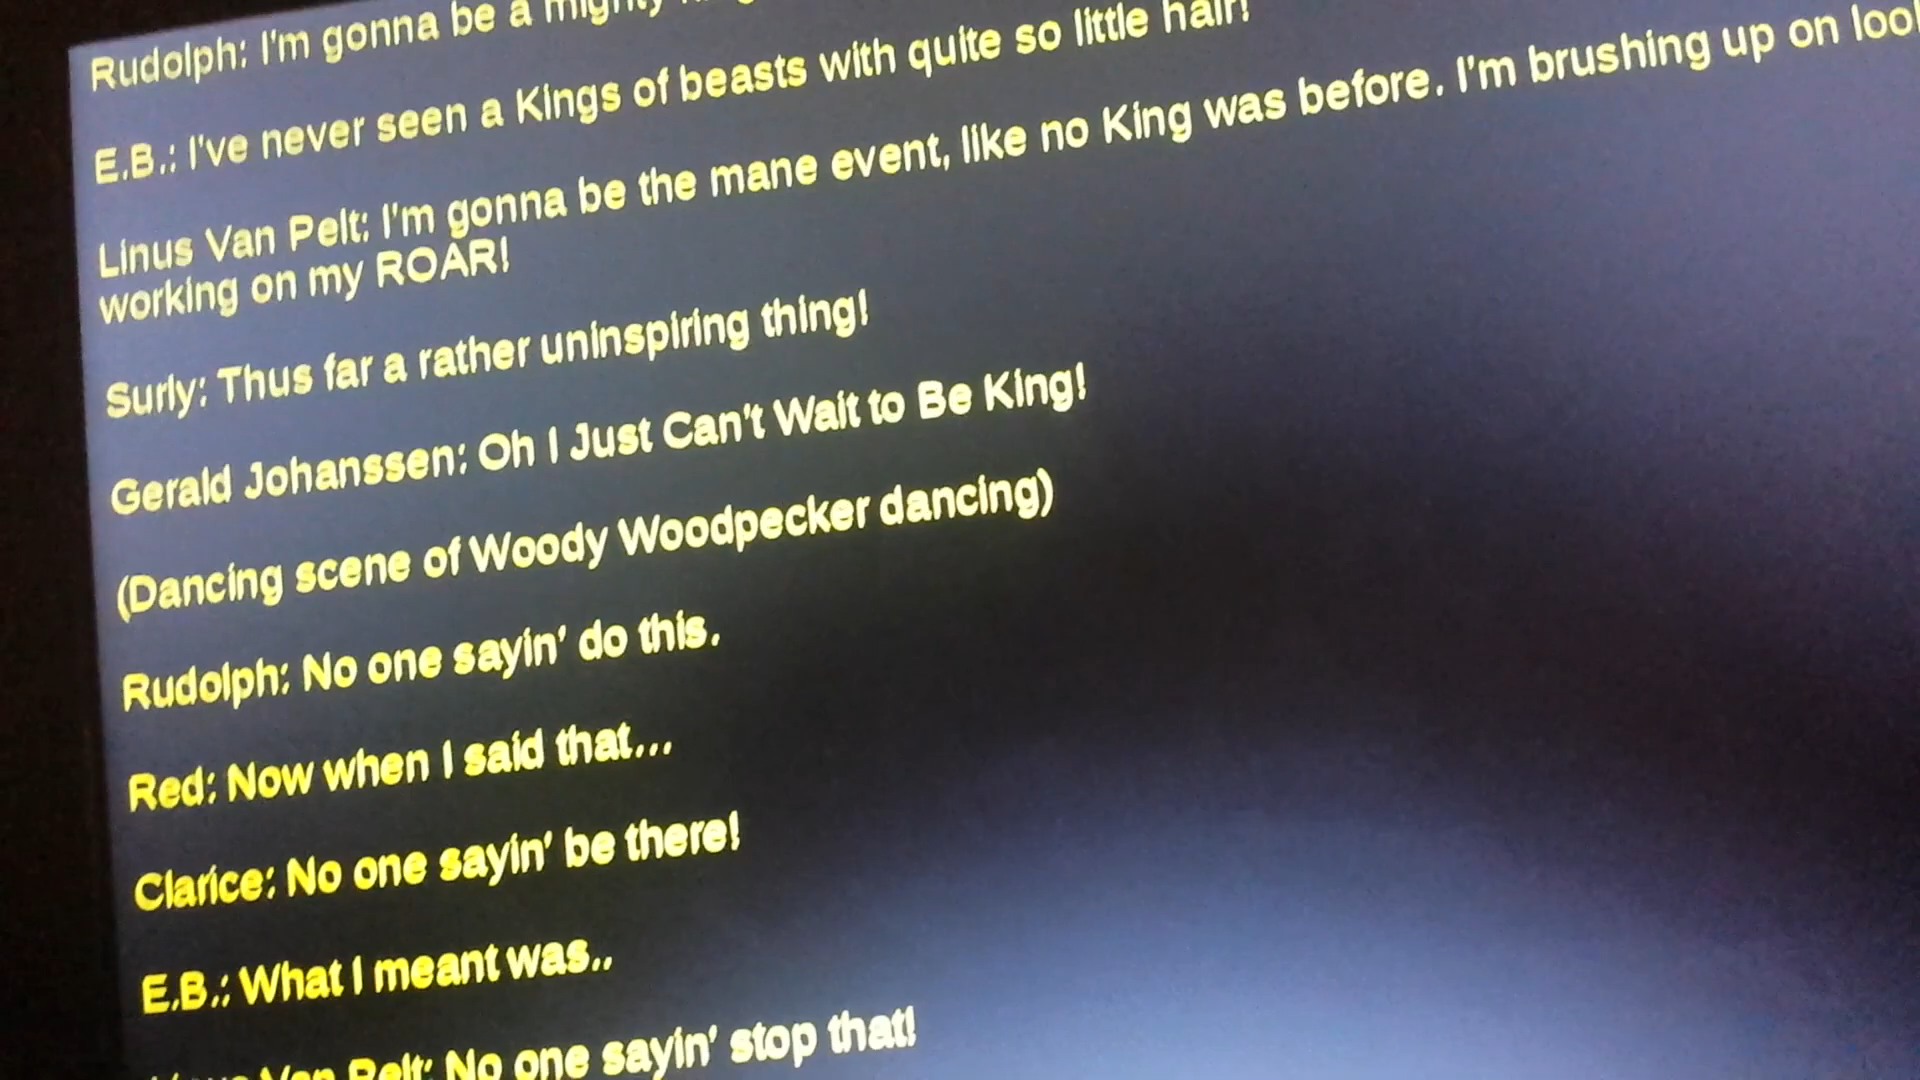 Rudolph: I'm gonna be a mighty
E.B.: I've never seen a Kings of beasts with quite so little hair!
Linus Van Pelt: I'm gonna be the mane event, like no King was before. I'm brushing up on
working on my ROAR!
Surly: Thus far a rather uninspiring thing!
Gerald Johanssen: Oh I Just Can't Wait to Be King!
(Dancing scene of Woody Woodpecker dancing)
Rudolph: No one sayin' do this.
Red: Now when I said that...
Clarice: No one sayin' be there!
E.B.: What I meant was..
Van Pelt: No one sayin' stop that!